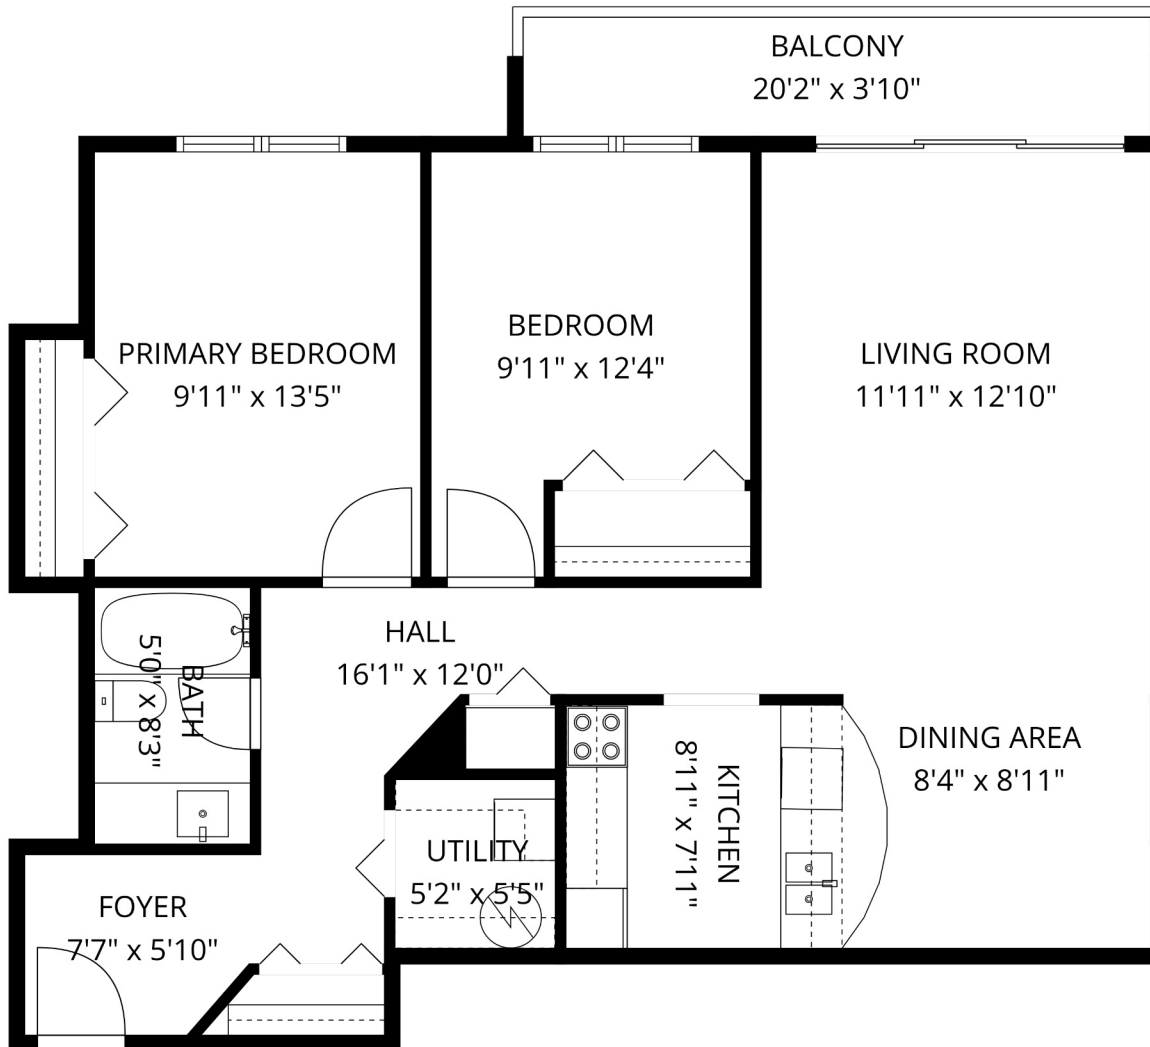 BALCONY
20'2" x 3'10"
PRIMARY BEDROOM
9'11" x 13'5"
BEDROOM
9'11" x 12'4"
LIVING ROOM
11'11" x 12'10"
HALL
16'1" x 12'0"
BATH
5'0" x 8'3"
KITCHEN
8'11" x 7'11"
DINING AREA
8'4" x 8'11"
UTILITY
5'2" x 5'5"
FOYER
7'7" x 5'10"